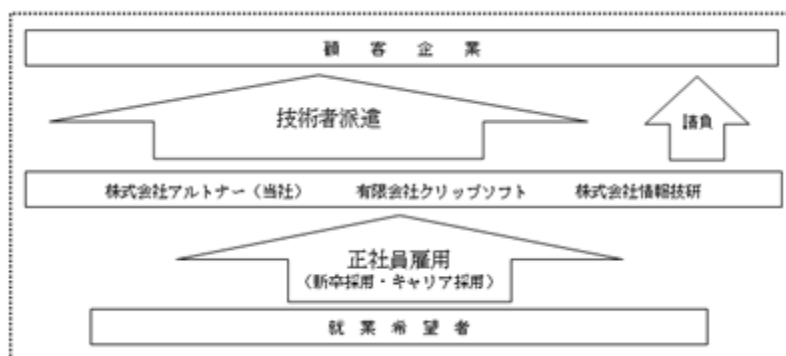 顧客企業
技術者派遣
請負
株式会社アルトナー（当社） 有限会社クリップソフト 株式会社情報技研
正社員雇用
（新卒採用・キャリア採用）
就業希望者